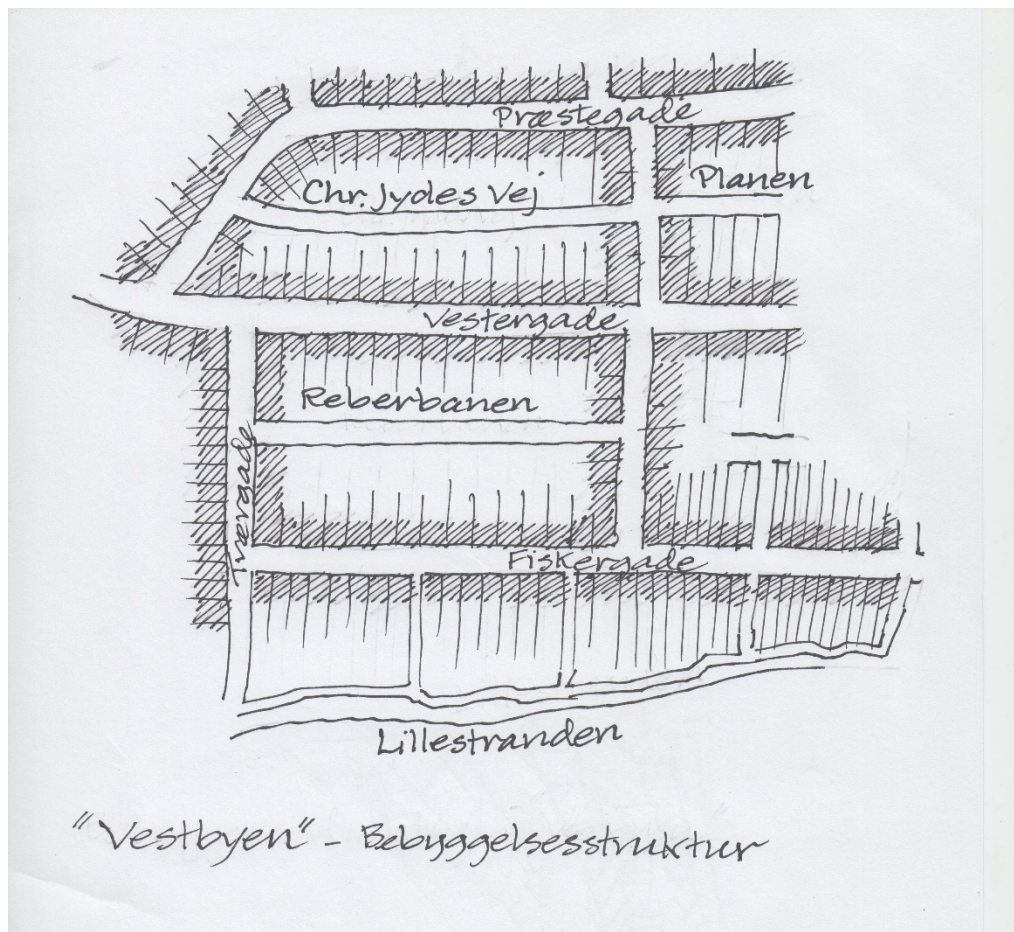 Præstegade
Planen
Chr. Jydes Vej
Vestergade
Reberbanen
Tværgade
Fiskergade
Lillestranden
"Vestbyen" - Bebyggelsesstruktur